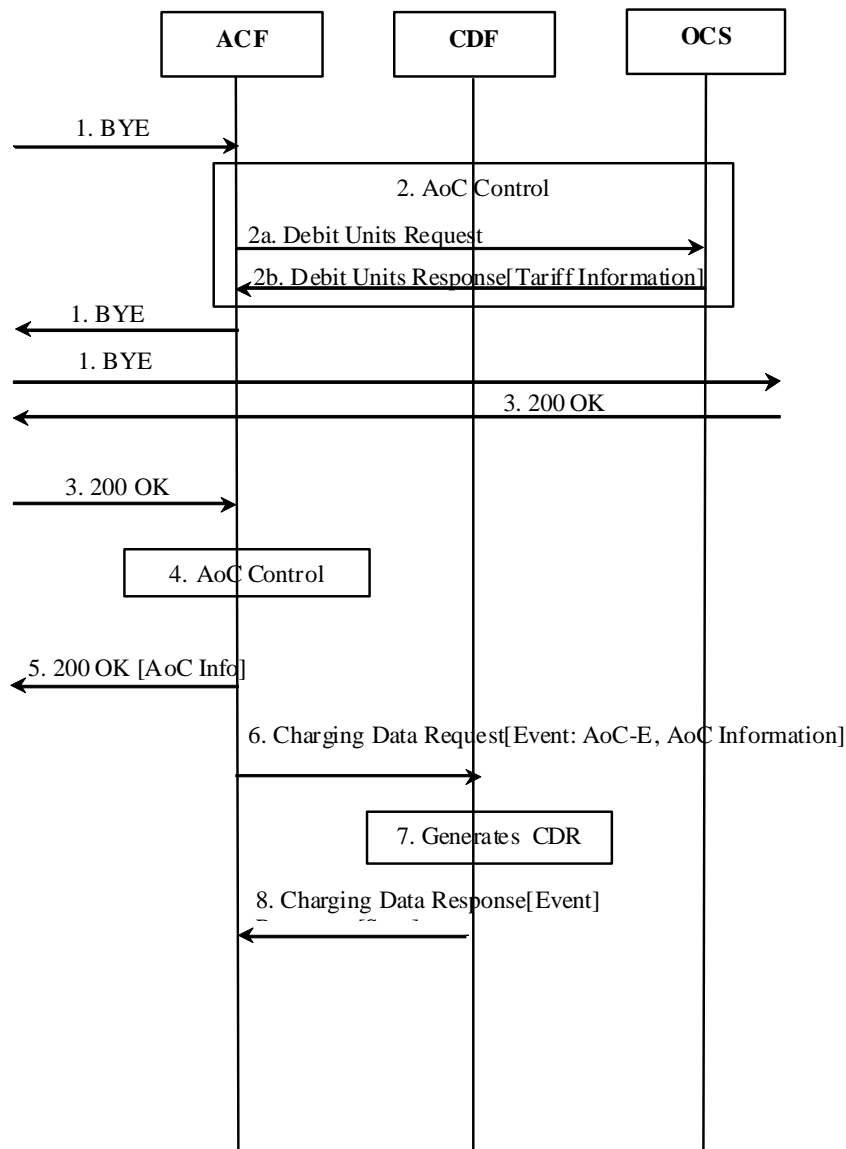 ACF
CDF
OCS
1. BYE
2. AoC Control
2a. Debit Units Request
2b. Debit Units Response[Tariff Information]
1. BYE
1. BYE
3. 200 OK
3. 200 OK
4. AoC Control
5. 200 OK [AoC Info]
6. Charging Data Request[Event: AoC-E, AoC Information]
7. Generates CDR
8. Charging Data Response[Event]